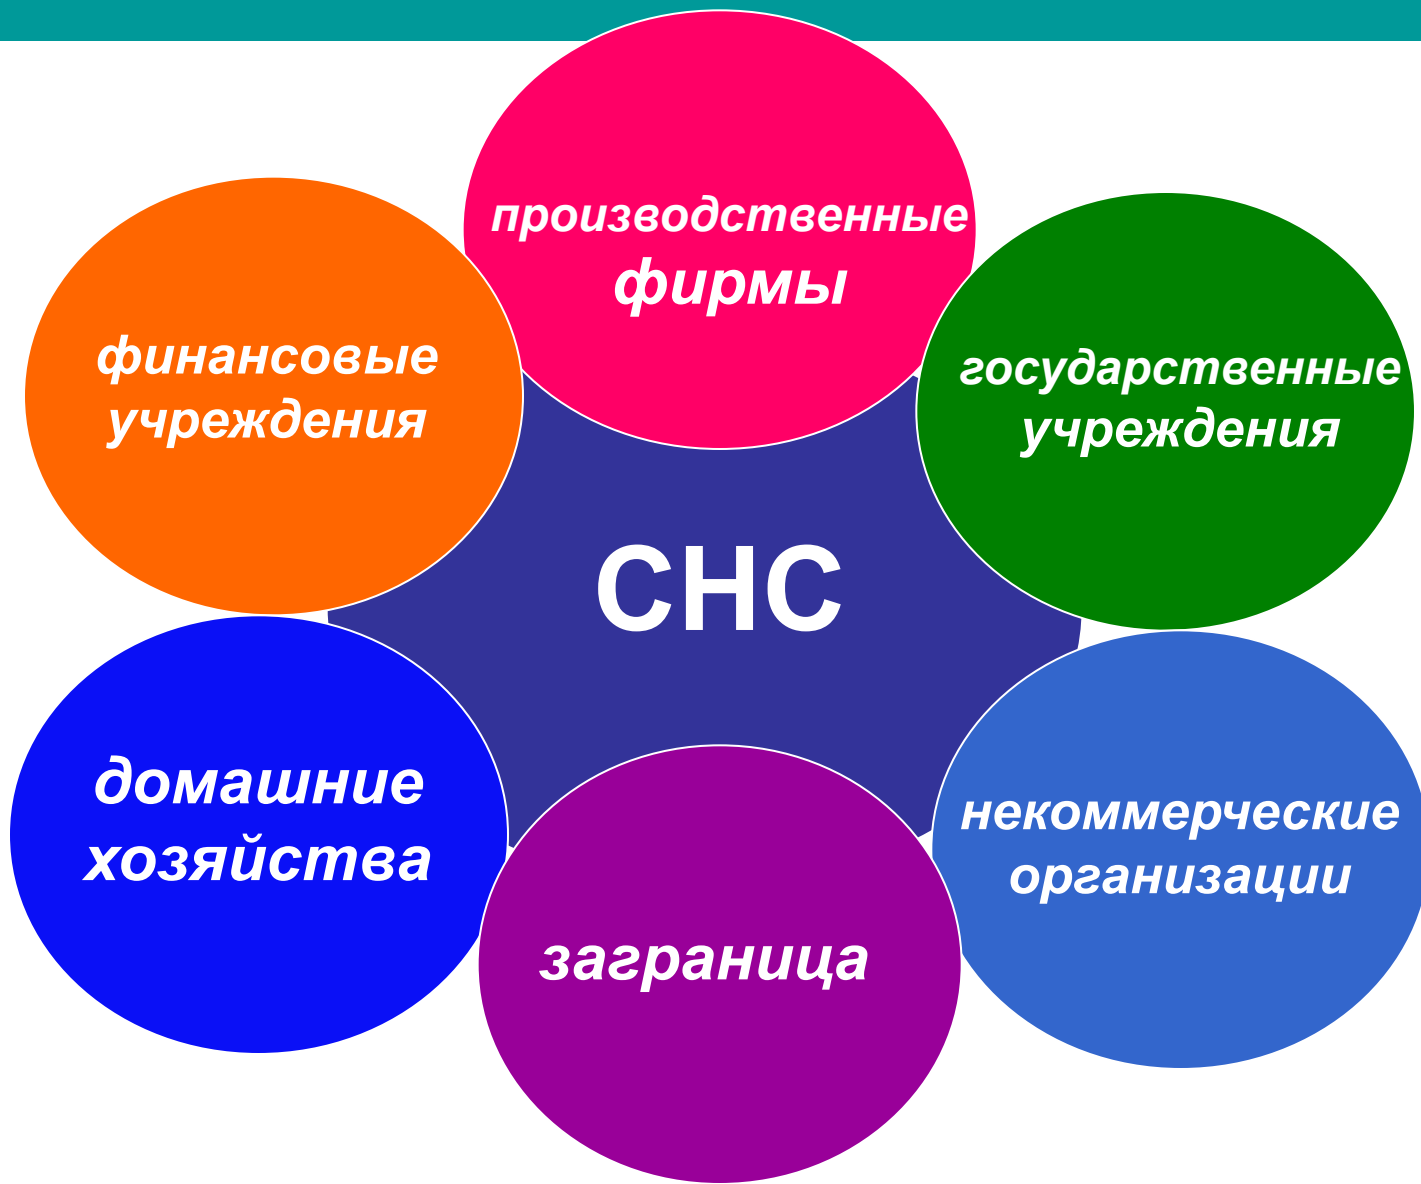 производственные
фирмы
финансовые
учреждения
государственные
учреждения
СНС
домашние
хозяйства
некоммерческие
организации
заграница